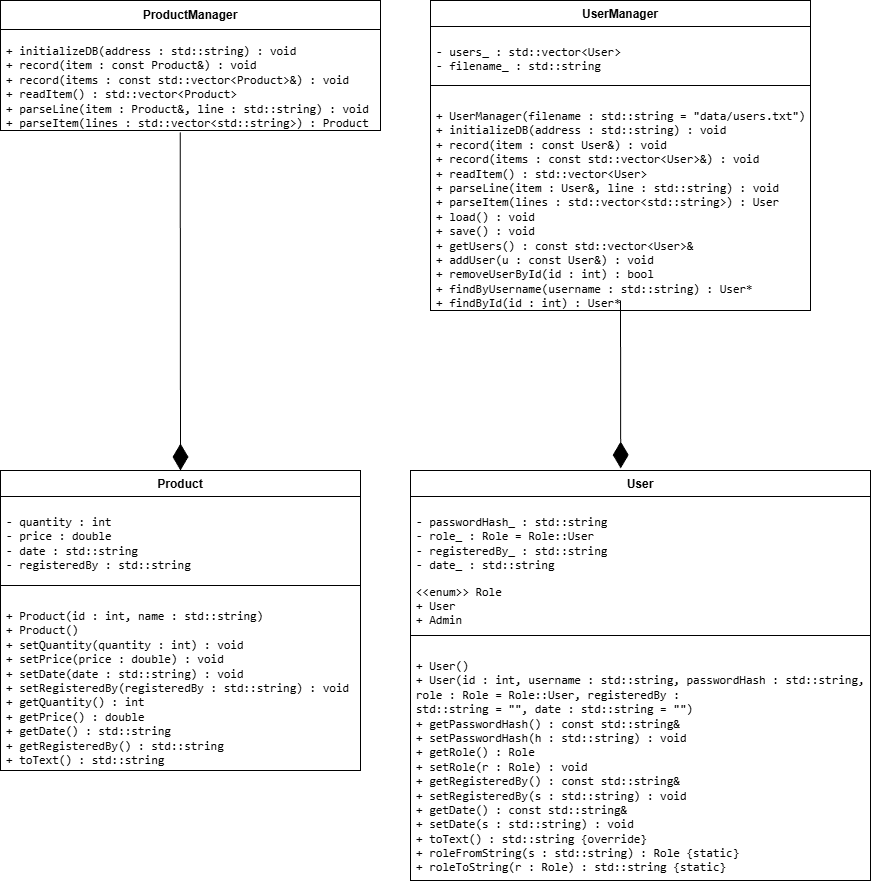 ProductManager
+ initializeDB(address : std::string) : void
+ record(item : const Product&) : void
+ record(items : const std::vector<Product>&) : void
+ readItem() : std::vector<Product>
+ parseLine(item : Product&, line : std::string) : void
+ parseItem(lines : std::vector<std::string>) : Product
UserManager
- users_ : std::vector<User>
- filename_ : std::string
+ UserManager(filename : std::string = "data/users.txt")
+ initializeDB(address : std::string) : void
+ record(item : const User&) : void
+ record(items : const std::vector<User>&) : void
+ readItem() : std::vector<User>
+ parseLine(item : User&, line : std::string) : void
+ parseItem(lines : std::vector<std::string>) : User
+ load() : void
+ save() : void
+ getUsers() : const std::vector<User>&
+ addUser(u : const User&) : void
+ removeUserById(id : int) : bool
+ findByUsername(username : std::string) : User*
+ findById(id : int) : User*
Product
- quantity : int
- price : double
- date : std::string
- registeredBy : std::string
+ Product(id : int, name : std::string)
+ Product()
+ setQuantity(quantity : int) : void
+ setPrice(price : double) : void
+ setDate(date : std::string) : void
+ setRegisteredBy(registeredBy : std::string) : void
+ getQuantity() : int
+ getPrice() : double
+ getDate() : std::string
+ getRegisteredBy() : std::string
+ toText() : std::string
User
- passwordHash_ : std::string
- role_ : Role = Role::User
- registeredBy_ : std::string
- date_ : std::string
<<enum>> Role
+ User
+ Admin
+ User()
+ User(id : int, username : std::string, passwordHash : std::string,
role : Role = Role::User, registeredBy :
std::string = "", date : std::string = "")
+ getPasswordHash() : const std::string&
+ setPasswordHash(h : std::string) : void
+ getRole() : Role
+ setRole(r : Role) : void
+ getRegisteredBy() : const std::string&
+ setRegisteredBy(s : std::string) : void
+ getDate() : const std::string&
+ setDate(s : std::string) : void
+ toText() : std::string {override}
+ roleFromString(s : std::string) : Role {static}
+ roleToString(r : Role) : std::string {static}